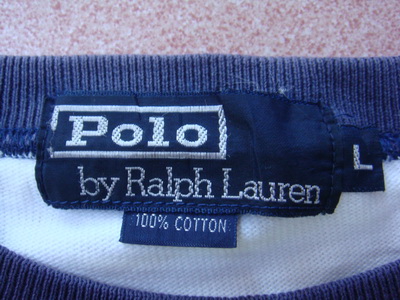 Polo
by Ralph Lauren
L
100% COTTON